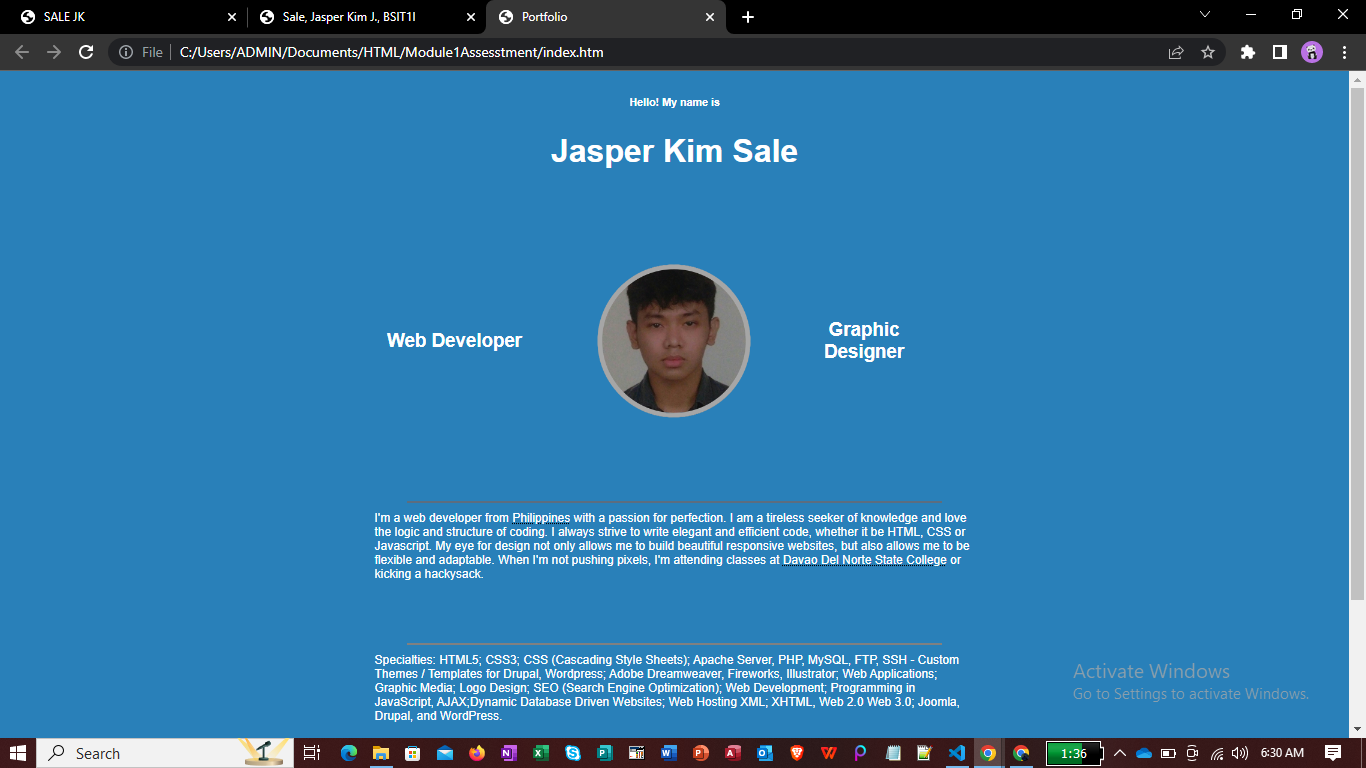 SALE JK
Sale, Jasper Kim J., BSIT1I
Portfolio
File
C:/Users/ADMIN/Documents/HTML/Module1Assesstment/index.htm
Hello! My name is
Jasper Kim Sale
Web Developer
Graphic
Designer
I'm a web developer from Philippines with a passion for perfection. I am a tireless seeker of knowledge and love
the logic and structure of coding. I always strive to write elegant and efficient code, whether it be HTML, CSS or
Javascript. My eye for design not only allows me to build beautiful responsive websites, but also allows me to be
flexible and adaptable. When I'm not pushing pixels, I'm attending classes at Davao Del Norte State College or
kicking a hackysack.
Specialties: HTML5; CSS3; CSS (Cascading Style Sheets); Apache Server, PHP, MySQL, FTP, SSH - Custom
Themes / Templates for Drupal, Wordpress; Adobe Dreamweaver, Fireworks, Illustrator; Web Applications;
Graphic Media; Logo Design; SEO (Search Engine Optimization); Web Development; Programming in
JavaScript, AJAX;Dynamic Database Driven Websites; Web Hosting XML; XHTML, Web 2.0 Web 3.0; Joomla,
Drupal, and WordPress.
Activate Windows
Go to Settings to activate Windows.
Search
1:36
6:30 AM